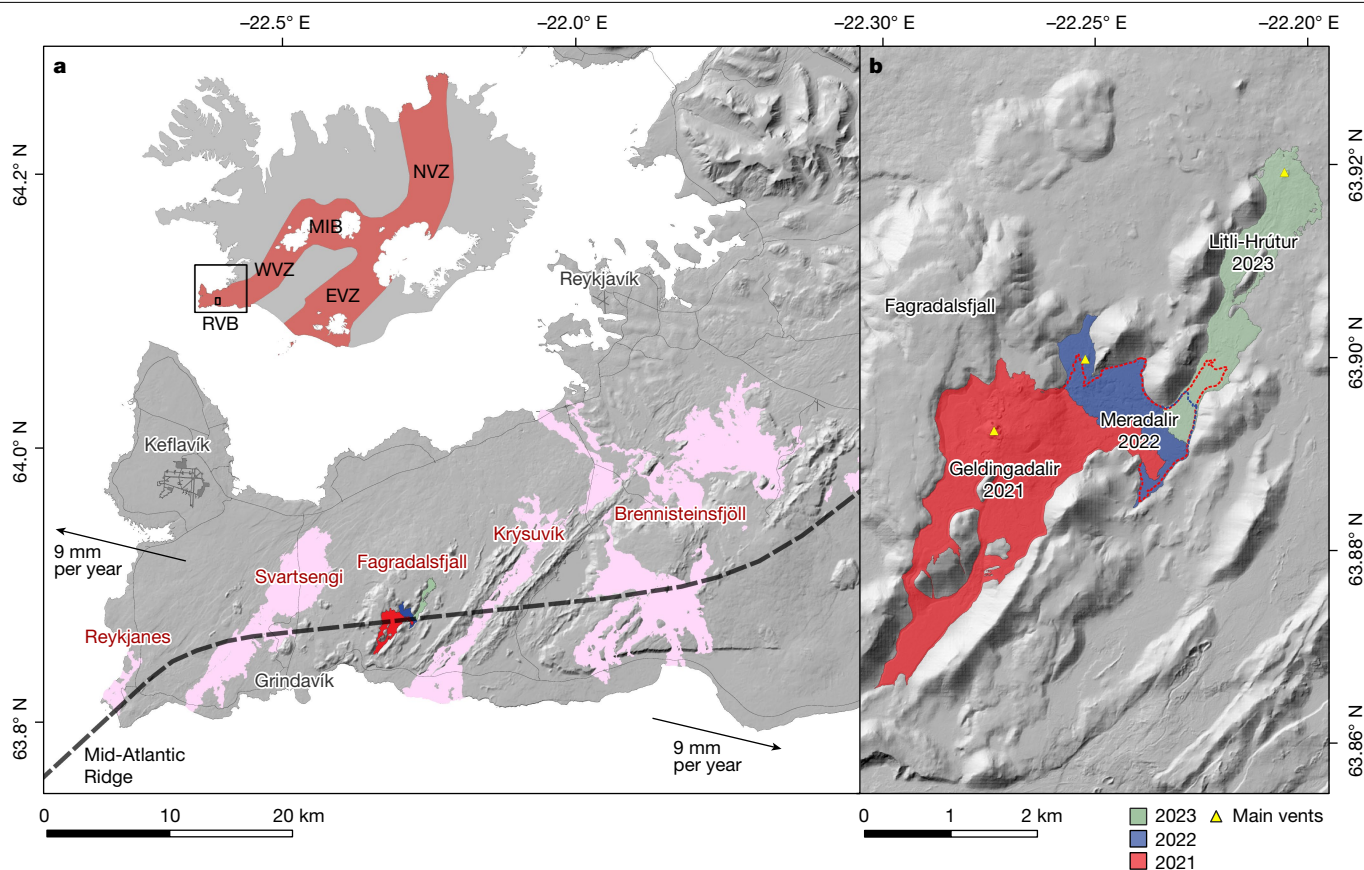 −22.5° E
−22.0° E
−22.30° E
−22.25° E
−22.20° E
a
b
64.2° N
64.0° N
63.8° N
NVZ
MIB
WVZ
EVZ
RVB
Reykjavík
Keflavík
9 mm
per year
Svartsengi
Fagradalsfjall
Krýsuvík
Brennisteinsfjöll
Reykjanes
Grindavík
Mid-Atlantic
Ridge
9 mm
per year
0
10
20 km
63.92° N
63.90° N
63.88° N
63.86° N
Litli-Hrútur
2023
Fagradalsfjall
Meradalir
2022
Geldingadalir
2021
0
1
2 km
2023
Main vents
2022
2021